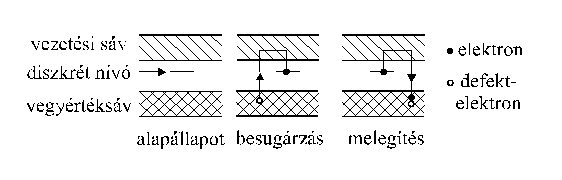 vezetési sáv
diszkrét nívó
vegyértéksáv
alapállapot besugárzás melegítés
elektron
defekt-
elektron